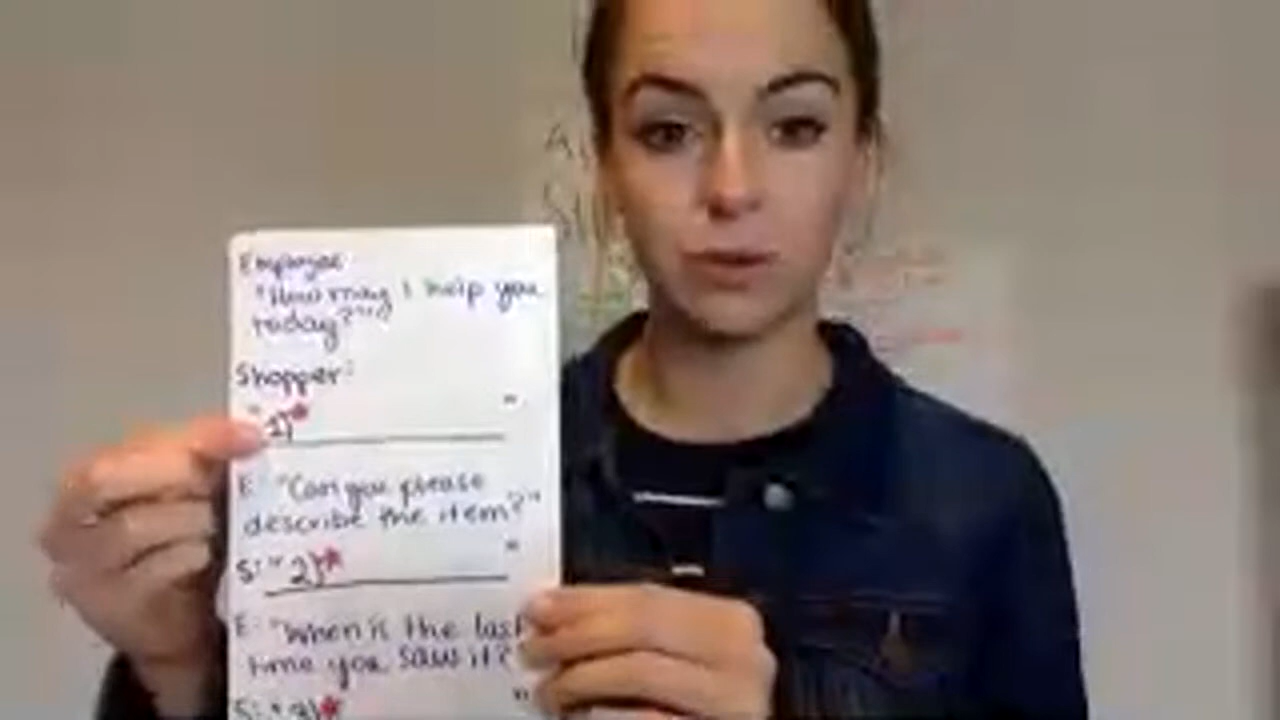 Employee
"How may I help you
today?"
Shopper:
"1)* "
E: "Can you please
describe the item?"
S: "2)* "
E: "When is the last
time you saw it?
S: "3)* "